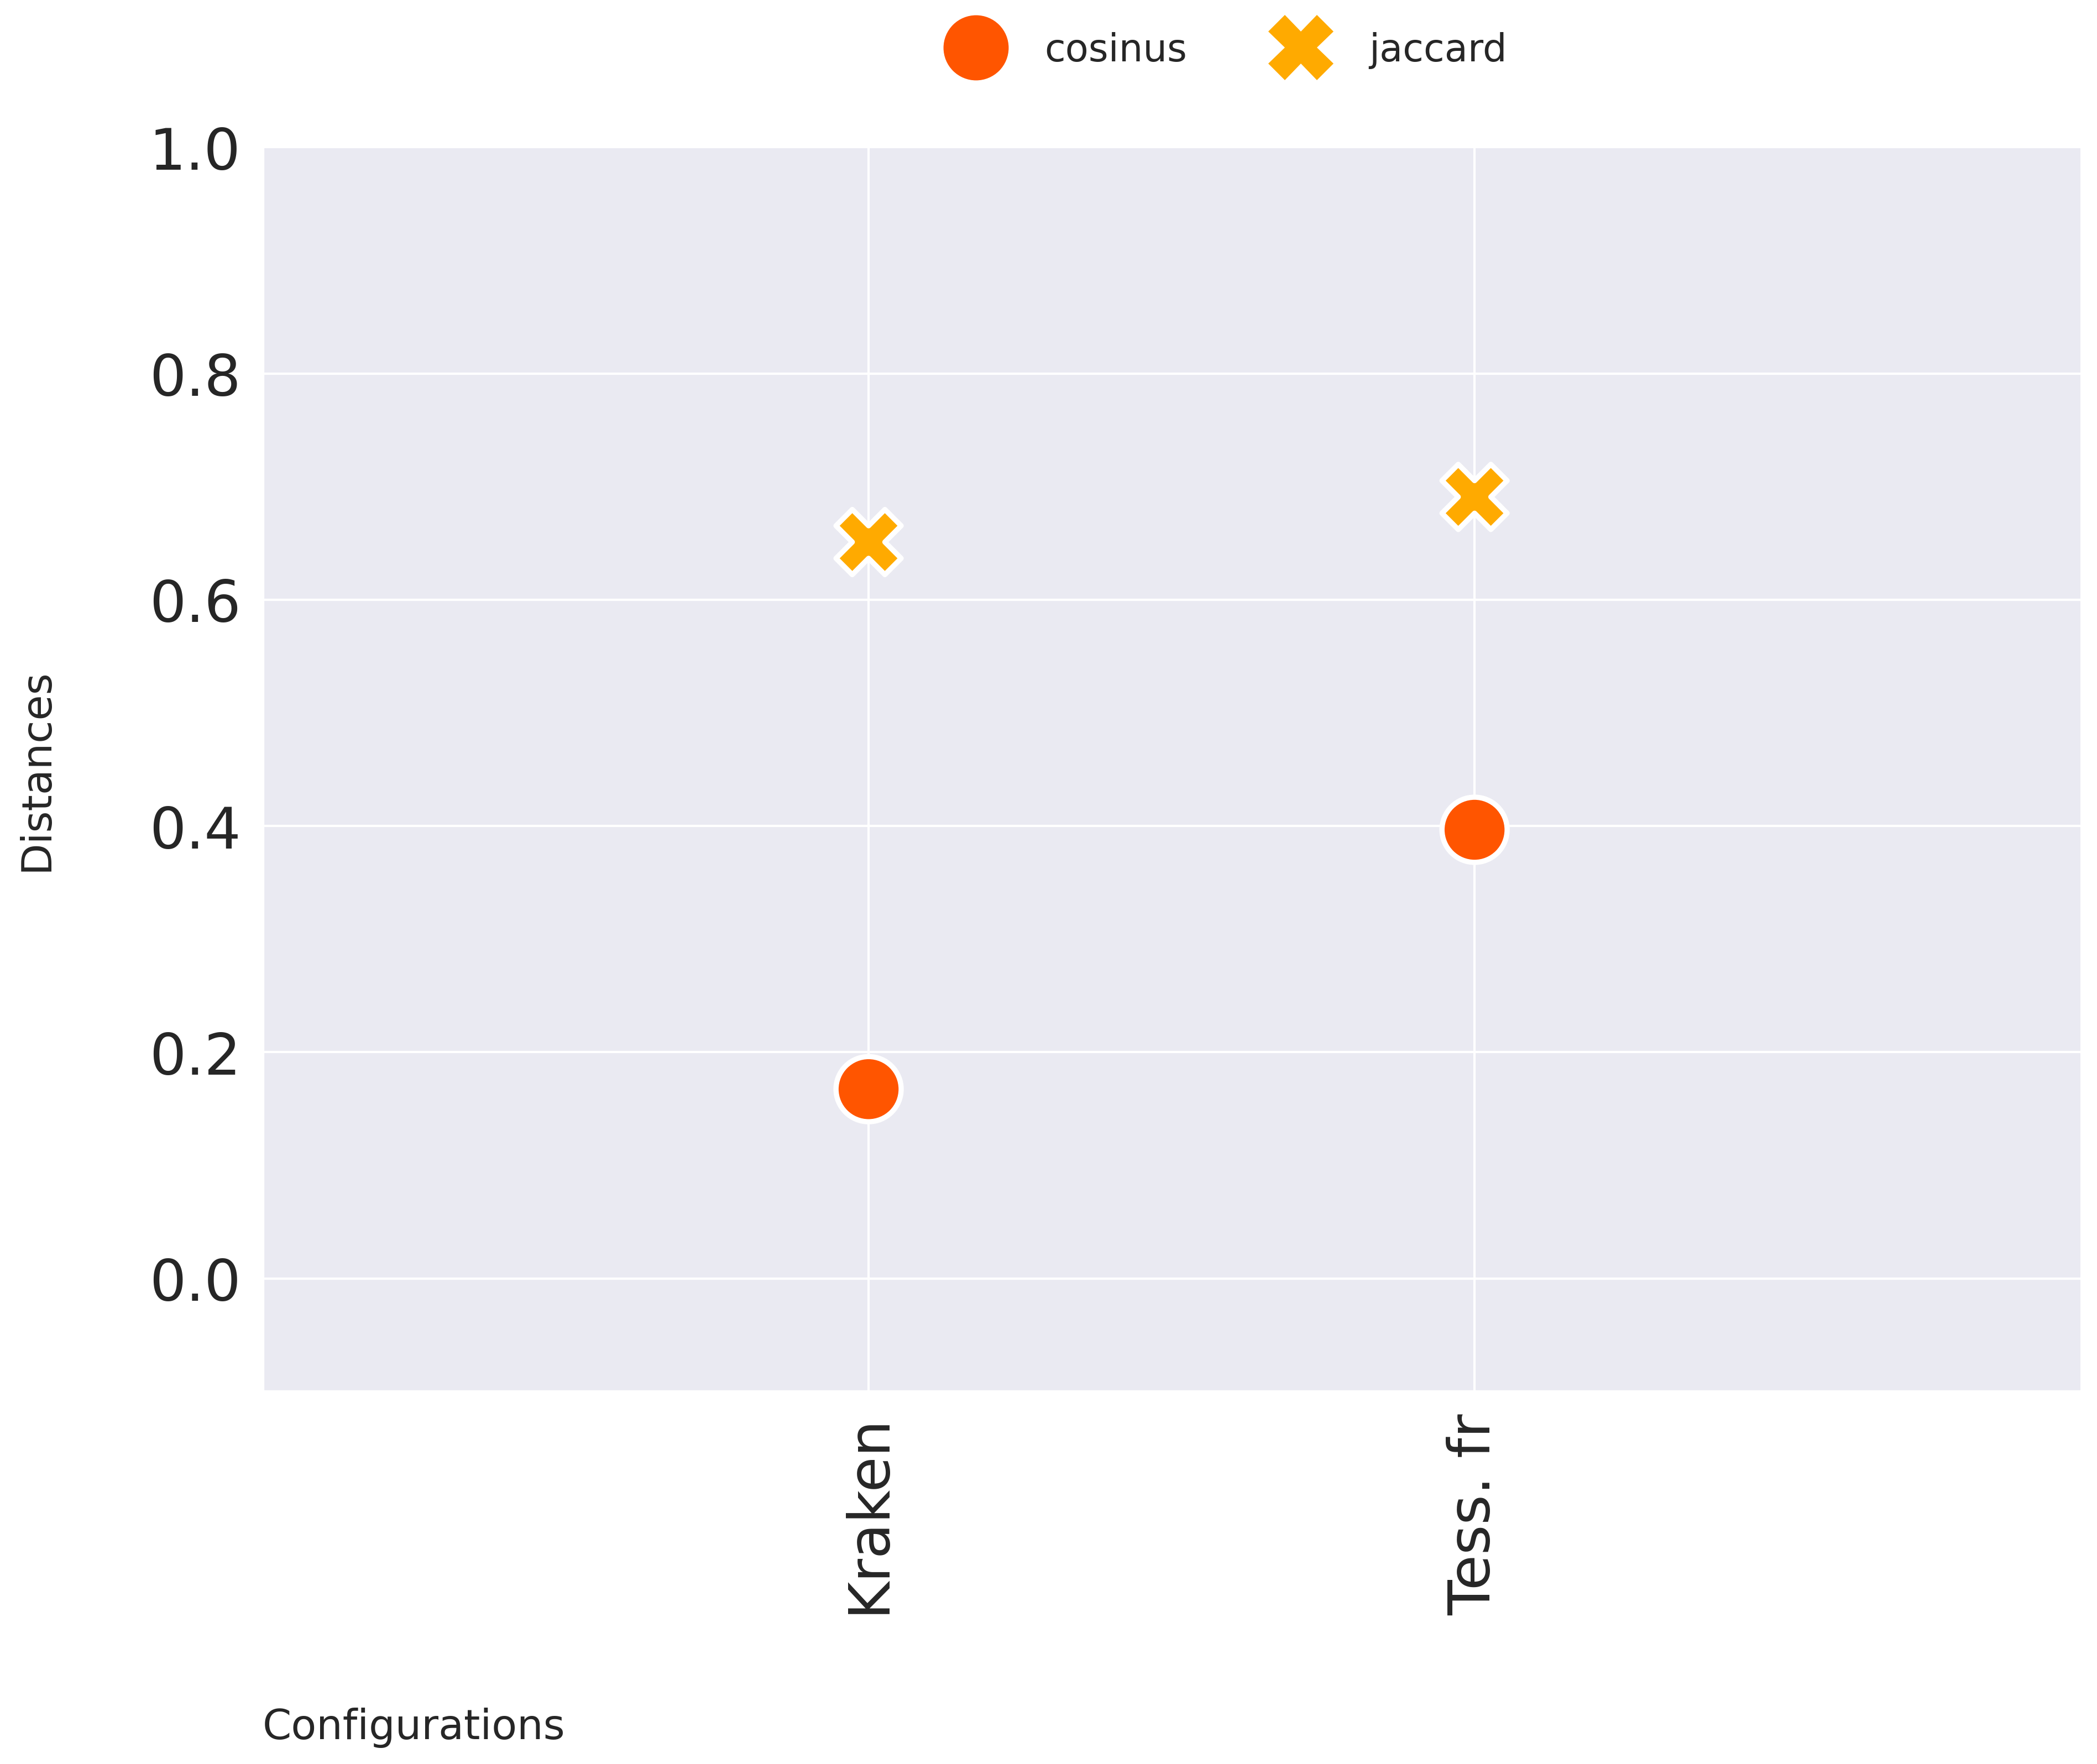 cosinus jaccard
1.0
0.8
0.6
0.4
0.2
0.0
Distances
Kraken
Tess. fr
Configurations